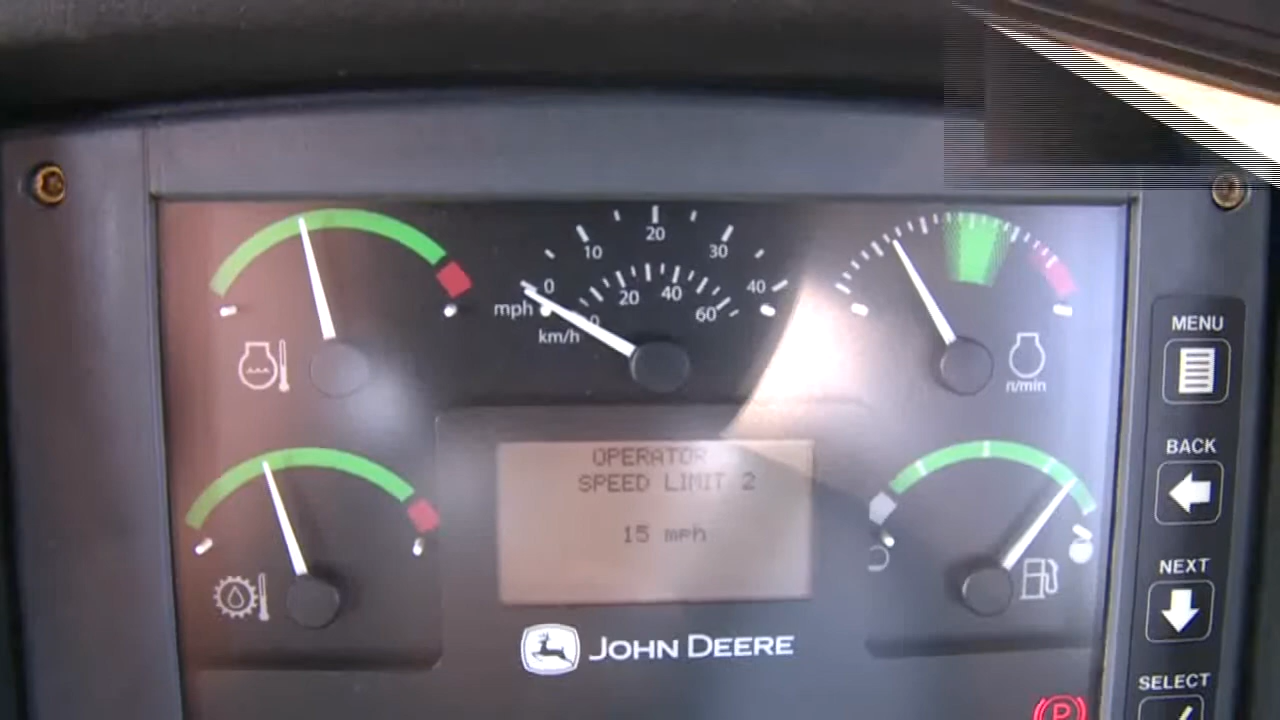 20
10
30
0
40
mph
20
40
0
60
km/h
n/min
MENU
OPERATOR
SPEED LIMIT 2
15 mph
BACK
NEXT
JOHN DEERE
SELECT
P